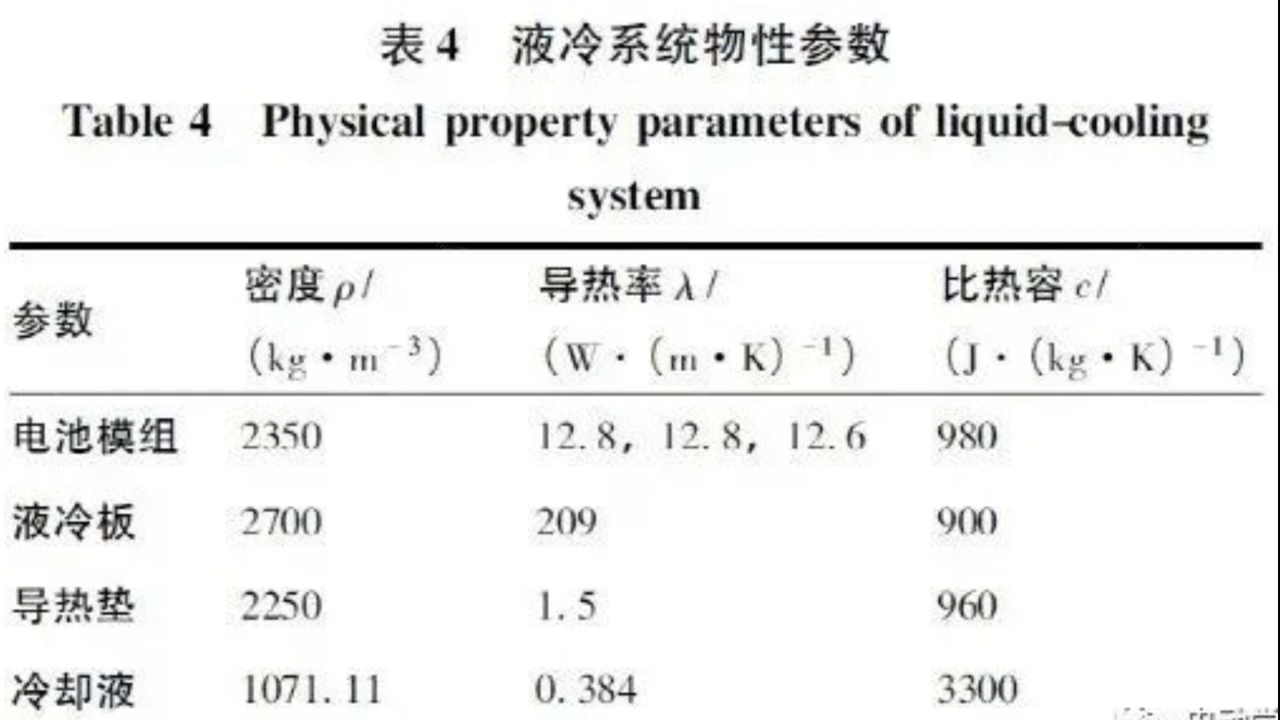 表 4 液冷系统物性参数
Table 4 Physical property parameters of liquid-cooling
system
参数 密度 ρ/ 导热率 λ/ 比热容 c/
(kg·m⁻³) (W·(m·K)⁻¹) (J·(kg·K)⁻¹)
电池模组 2350 12.8, 12.8, 12.6 980
液冷板 2700 209 900
导热垫 2250 1.5 960
冷却液 1071.11 0.384 3300